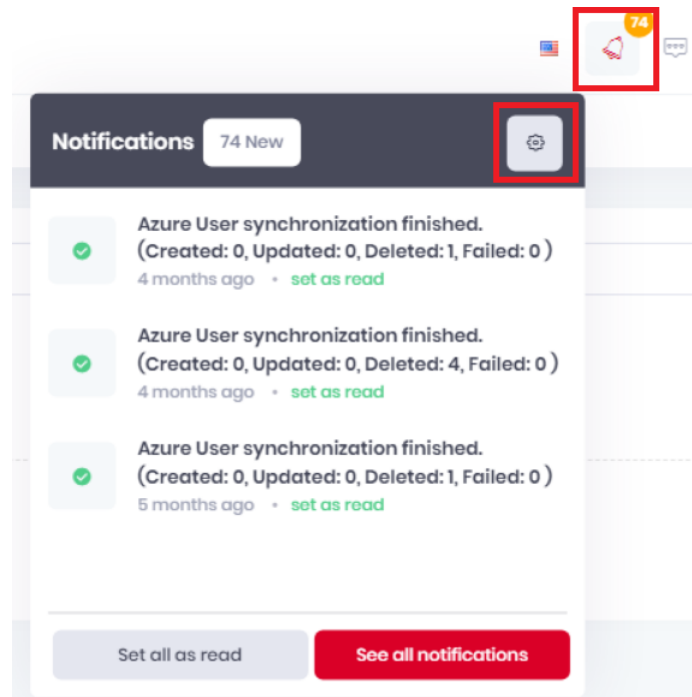 74
Notifications 74 New
Azure User synchronization finished.
(Created: 0, Updated: 0, Deleted: 1, Failed: 0 )
4 months ago • set as read
Azure User synchronization finished.
(Created: 0, Updated: 0, Deleted: 4, Failed: 0 )
4 months ago • set as read
Azure User synchronization finished.
(Created: 0, Updated: 0, Deleted: 1, Failed: 0 )
5 months ago • set as read
Set all as read
See all notifications